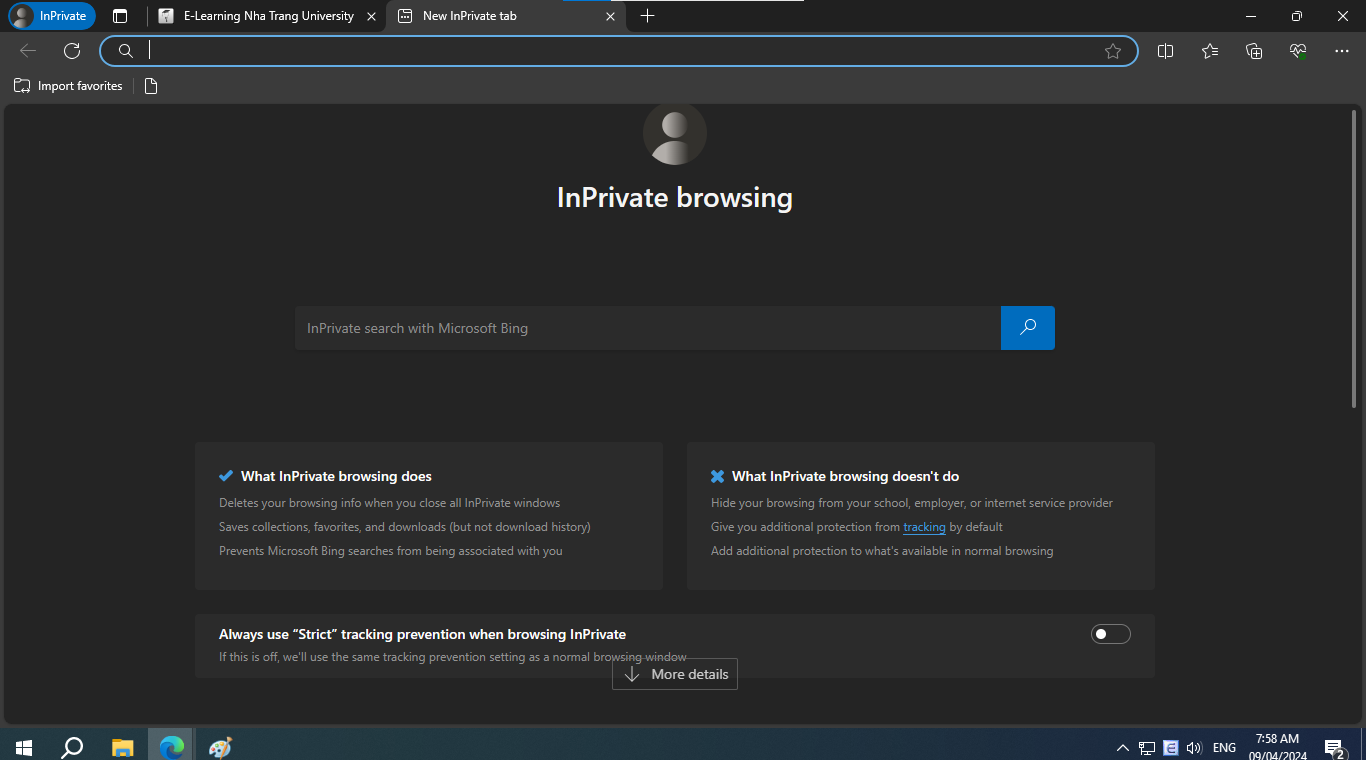 InPrivate
E-Learning Nha Trang University
New InPrivate tab
Import favorites
InPrivate browsing
InPrivate search with Microsoft Bing
What InPrivate browsing does
Deletes your browsing info when you close all InPrivate windows
Saves collections, favorites, and downloads (but not download history)
Prevents Microsoft Bing searches from being associated with you
What InPrivate browsing doesn't do
Hide your browsing from your school, employer, or internet service provider
Give you additional protection from tracking by default
Add additional protection to what's available in normal browsing
Always use “Strict” tracking prevention when browsing InPrivate
If this is off, we'll use the same tracking prevention setting as a normal browsing window
More details
E
ENG
7:58 AM
09/04/2024
2